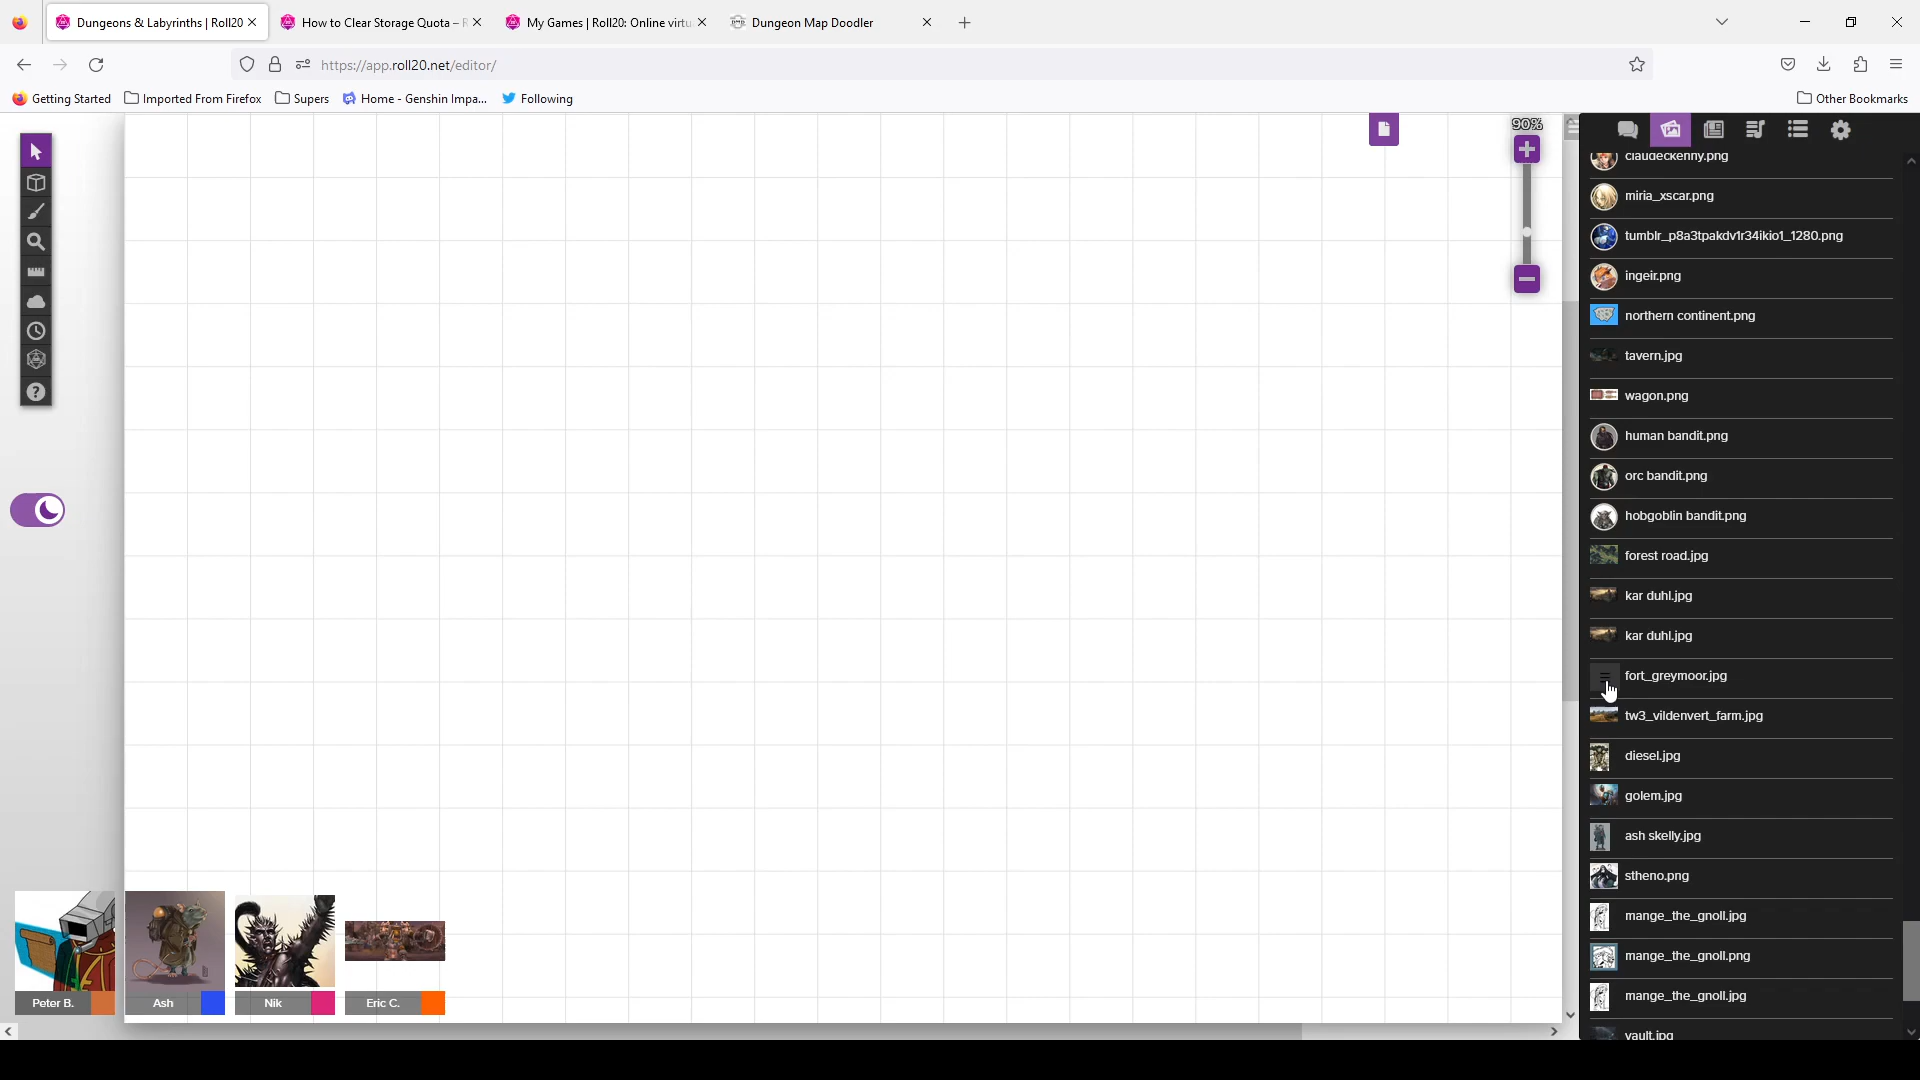 Dungeons & Labyrinths | Roll20
How to Clear Storage Quota – R
My Games | Roll20: Online virtu
Dungeon Map Doodler
https://app.roll20.net/editor/
Getting Started
Imported From Firefox
Supers
Home - Genshin Impa...
Following
Other Bookmarks
90%
claudeckenny.png
miria_xscar.png
tumblr_p8a3tpakdv1r34ikio1_1280.png
ingeir.png
northern continent.png
tavern.jpg
wagon.png
human bandit.png
orc bandit.png
hobgoblin bandit.png
forest road.jpg
kar duhl.jpg
kar duhl.jpg
fort_greymoor.jpg
tw3_vildenvert_farm.jpg
diesel.jpg
golem.jpg
ash skelly.jpg
stheno.png
mange_the_gnoll.jpg
mange_the_gnoll.png
mange_the_gnoll.jpg
vault.jpg
Peter B.
Ash
Nik
Eric C.